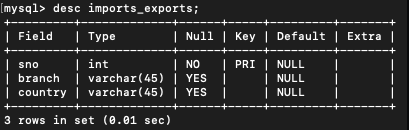 [mysql> desc imports_exports;
+---------+-------------+------+-----+---------+-------+
| Field   | Type        | Null | Key | Default | Extra |
+---------+-------------+------+-----+---------+-------+
| sno     | int         | NO   | PRI | NULL    |       |
| branch  | varchar(45) | YES  |     | NULL    |       |
| country | varchar(45) | YES  |     | NULL    |       |
+---------+-------------+------+-----+---------+-------+
3 rows in set (0.01 sec)